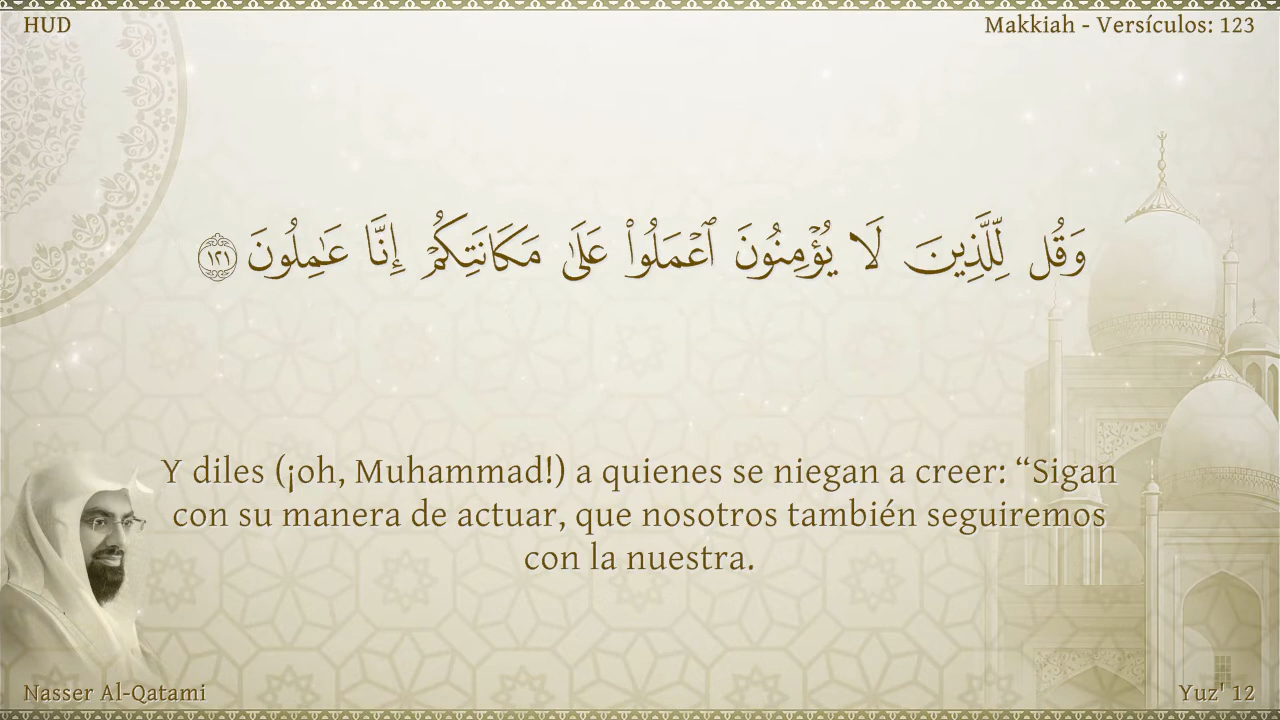 HUD
Makkiah - Versículos: 123
وَقُل لِّلَّذِينَ لَا يُؤْمِنُونَ ٱعْمَلُوا۟ عَلَىٰ مَكَانَتِكُمْ إِنَّا عَـٰمِلُونَ ١٢١
Y diles (¡oh, Muhammad!) a quienes se niegan a creer: “Sigan
con su manera de actuar, que nosotros también seguiremos
con la nuestra.
Nasser Al-Qatami
Yuz' 12